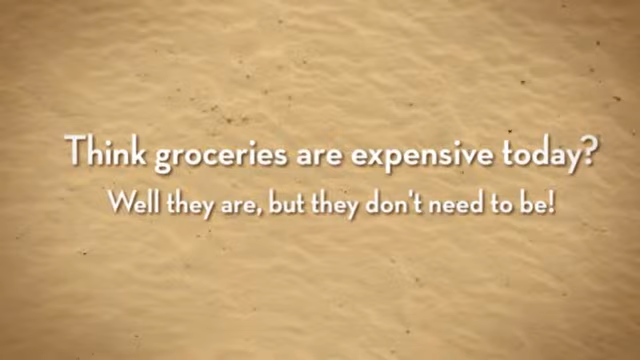 Think groceries are expensive today?
Well they are, but they don't need to be!